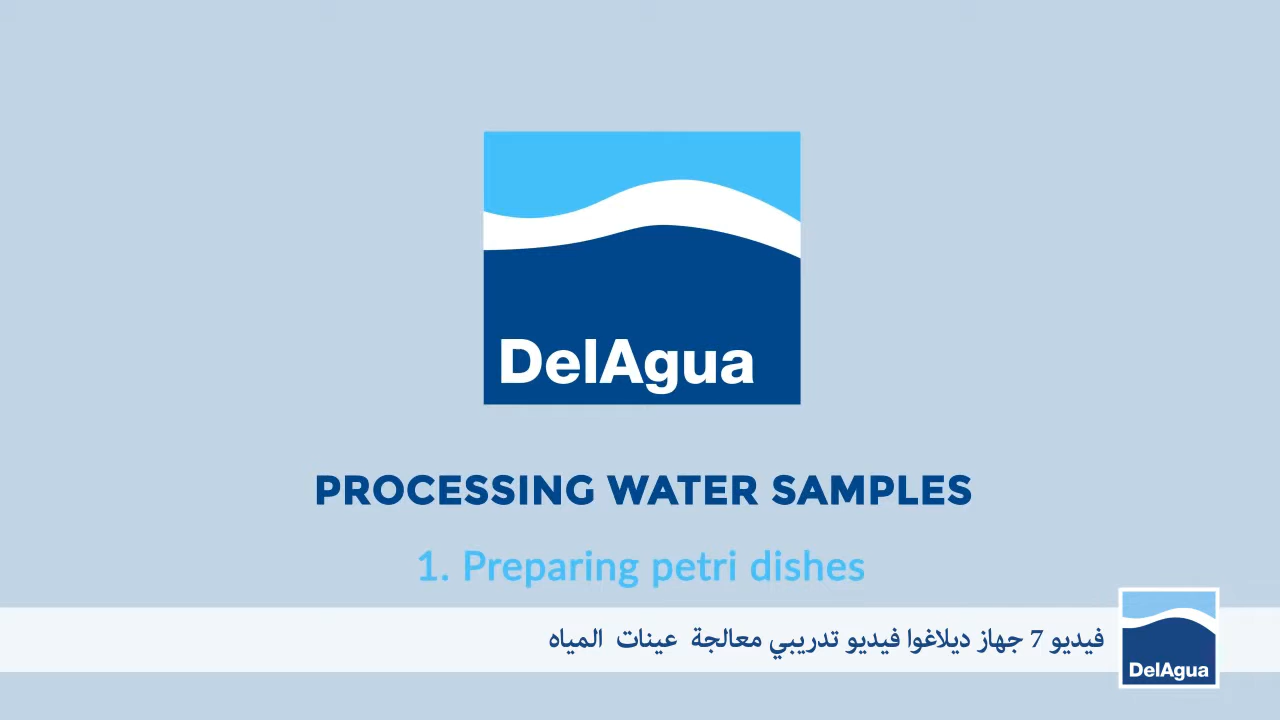 DelAgua
PROCESSING WATER SAMPLES
1. Preparing petri dishes
فيديو 7 جهاز ديلاغوا فيديو تدريبي معالجة عينات المياه
DelAgua